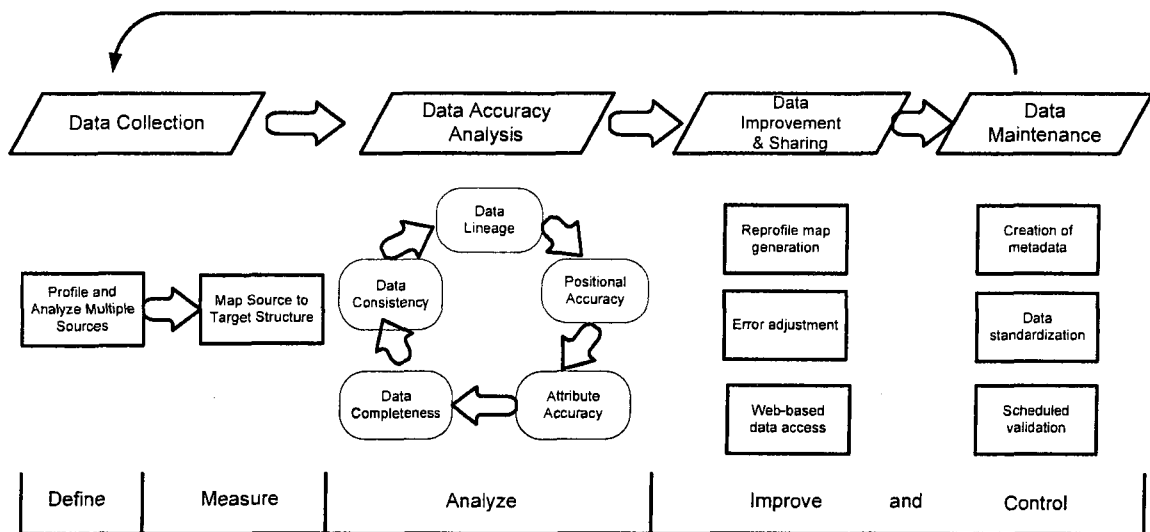 Data Collection
Data Accuracy
Analysis
Data
Improvement
& Sharing
Data
Maintenance
Profile and
Analyze Multiple
Sources
Map Source to
Target Structure
Data
Lineage
Positional
Accuracy
Attribute
Accuracy
Data
Completeness
Data
Consistency
Reprofile map
generation
Error adjustment
Web-based
data access
Creation of
metadata
Data
standardization
Scheduled
validation
Define
Measure
Analyze
Improve and Control